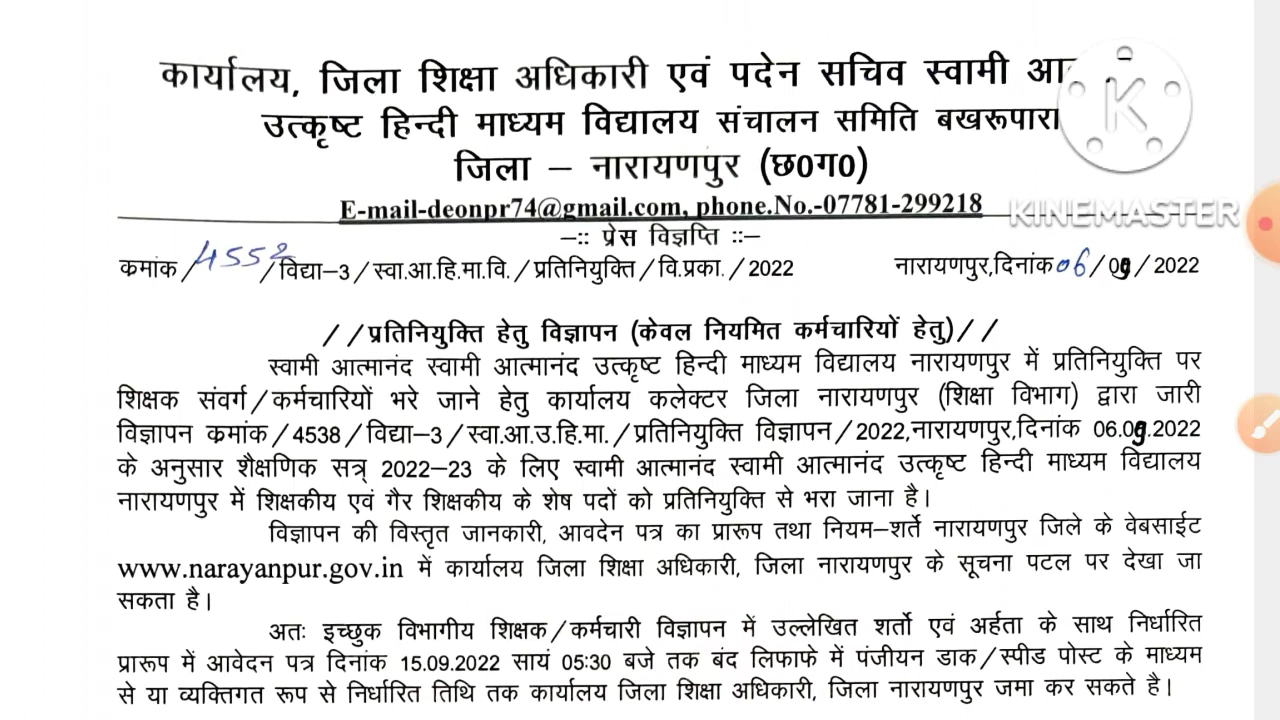 कार्यालय, जिला शिक्षा अधिकारी एवं पदेन सचिव स्वामी
उत्कृष्ट हिन्दी माध्यम विद्यालय संचालन समिति बखरूपारा
जिला – नारायणपुर (छ0ग0)
E-mail-deonpr74@gmail.com, phone.No.-07781-299218
KINEMASTER
–:: प्रेस विज्ञप्ति ::–
क्रमांक / 4552 / विद्या–3 / स्वा.आ.हि.मा.वि. / प्रतिनियुक्ति / वि.प्रका. / 2022 नारायणपुर,दिनांक 06 / 09 / 2022
/ / प्रतिनियुक्ति हेतु विज्ञापन (केवल नियमित कर्मचारियों हेतु) / /
स्वामी आत्मानंद स्वामी आत्मानंद उत्कृष्ट हिन्दी माध्यम विद्यालय नारायणपुर में प्रतिनियुक्ति पर
शिक्षक संवर्ग / कर्मचारियों भरे जाने हेतु कार्यालय कलेक्टर जिला नारायणपुर (शिक्षा विभाग) द्वारा जारी
विज्ञापन क्रमांक / 4538 / विद्या–3 / स्वा.आ.उ.हि.मा. / प्रतिनियुक्ति विज्ञापन / 2022,नारायणपुर,दिनांक 06.09.2022
के अनुसार शैक्षणिक सत्र् 2022–23 के लिए स्वामी आत्मानंद स्वामी आत्मानंद उत्कृष्ट हिन्दी माध्यम विद्यालय
नारायणपुर में शिक्षकीय एवं गैर शिक्षकीय के शेष पदों को प्रतिनियुक्ति से भरा जाना है।
विज्ञापन की विस्तृत जानकारी, आवदेन पत्र का प्रारूप तथा नियम–शर्ते नारायणपुर जिले के वेबसाईट
www.narayanpur.gov.in में कार्यालय जिला शिक्षा अधिकारी, जिला नारायणपुर के सूचना पटल पर देखा जा
सकता है।
अतः इच्छुक विभागीय शिक्षक / कर्मचारी विज्ञापन में उल्लेखित शर्तो एवं अर्हता के साथ निर्धारित
प्रारूप में आवेदन पत्र दिनांक 15.09.2022 सायं 05:30 बजे तक बंद लिफाफे में पंजीयन डाक / स्पीड पोस्ट के माध्यम
से या व्यक्तिगत रूप से निर्धारित तिथि तक कार्यालय जिला शिक्षा अधिकारी, जिला नारायणपुर जमा कर सकते है।